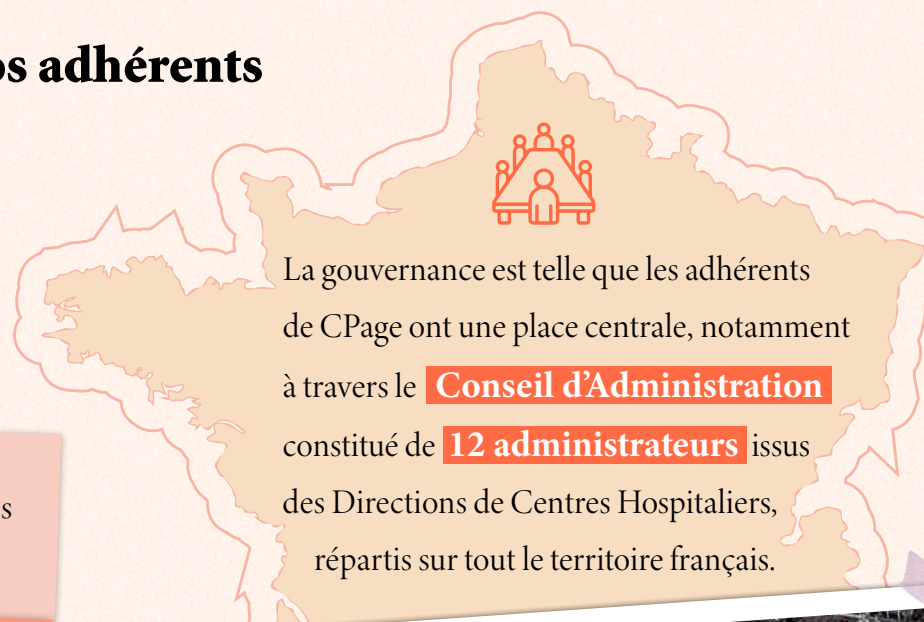 os adhérents
La gouvernance est telle que les adhérents
de CPage ont une place centrale, notamment
à travers le Conseil d’Administration
constitué de 12 administrateurs issus
des Directions de Centres Hospitaliers,
répartis sur tout le territoire français.
s